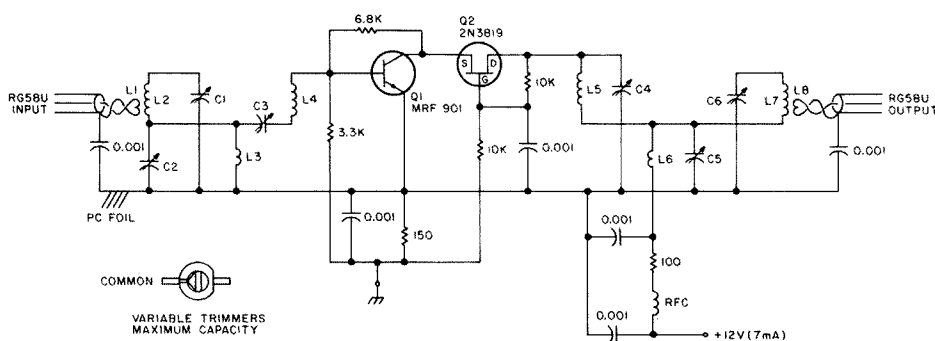 6.8K
Q2
2N3819
RG58U
INPUT
L1
L2
C1
C3
L4
Q1
MRF 901
S
D
G
10K
L5
C4
C6
L7
L8
RG58U
OUTPUT
0.001
C2
L3
3.3K
10K
0.001
L6
C5
0.001
PC FOIL
0.001
150
0.001
100
RFC
0.001
+12V(7mA)
COMMON
VARIABLE TRIMMERS
MAXIMUM CAPACITY